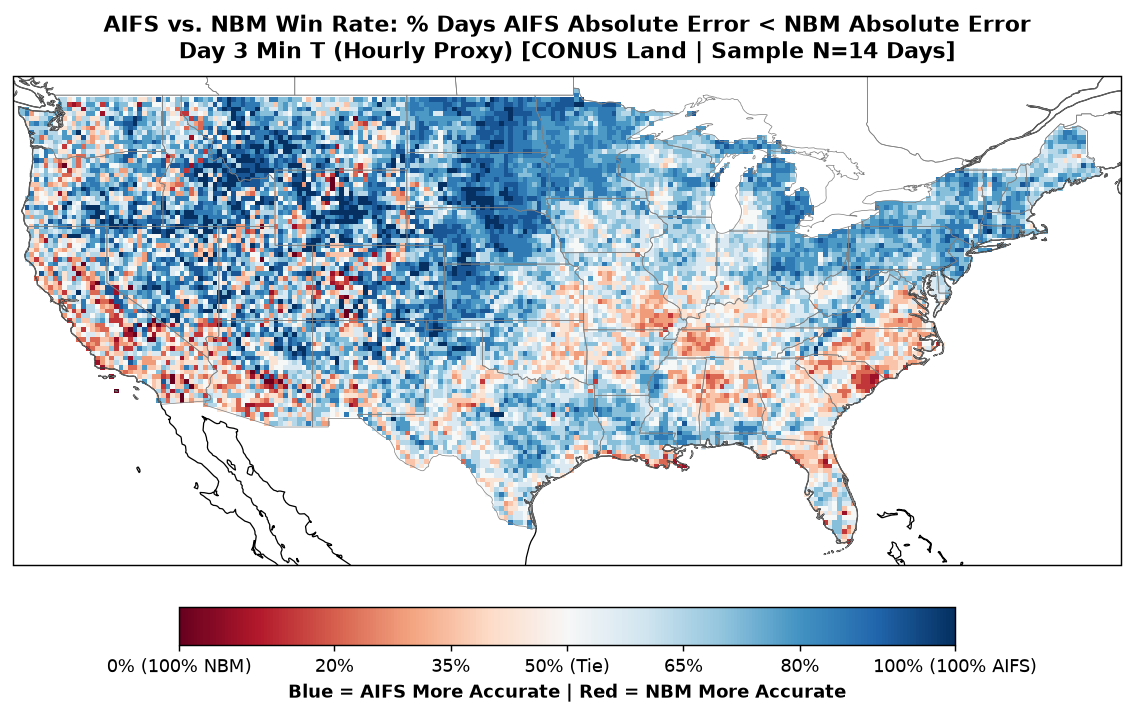 AIFS vs. NBM Win Rate: % Days AIFS Absolute Error < NBM Absolute Error
Day 3 Min T (Hourly Proxy) [CONUS Land | Sample N=14 Days]
0% (100% NBM) 20% 35% 50% (Tie) 65% 80% 100% (100% AIFS)
Blue = AIFS More Accurate | Red = NBM More Accurate